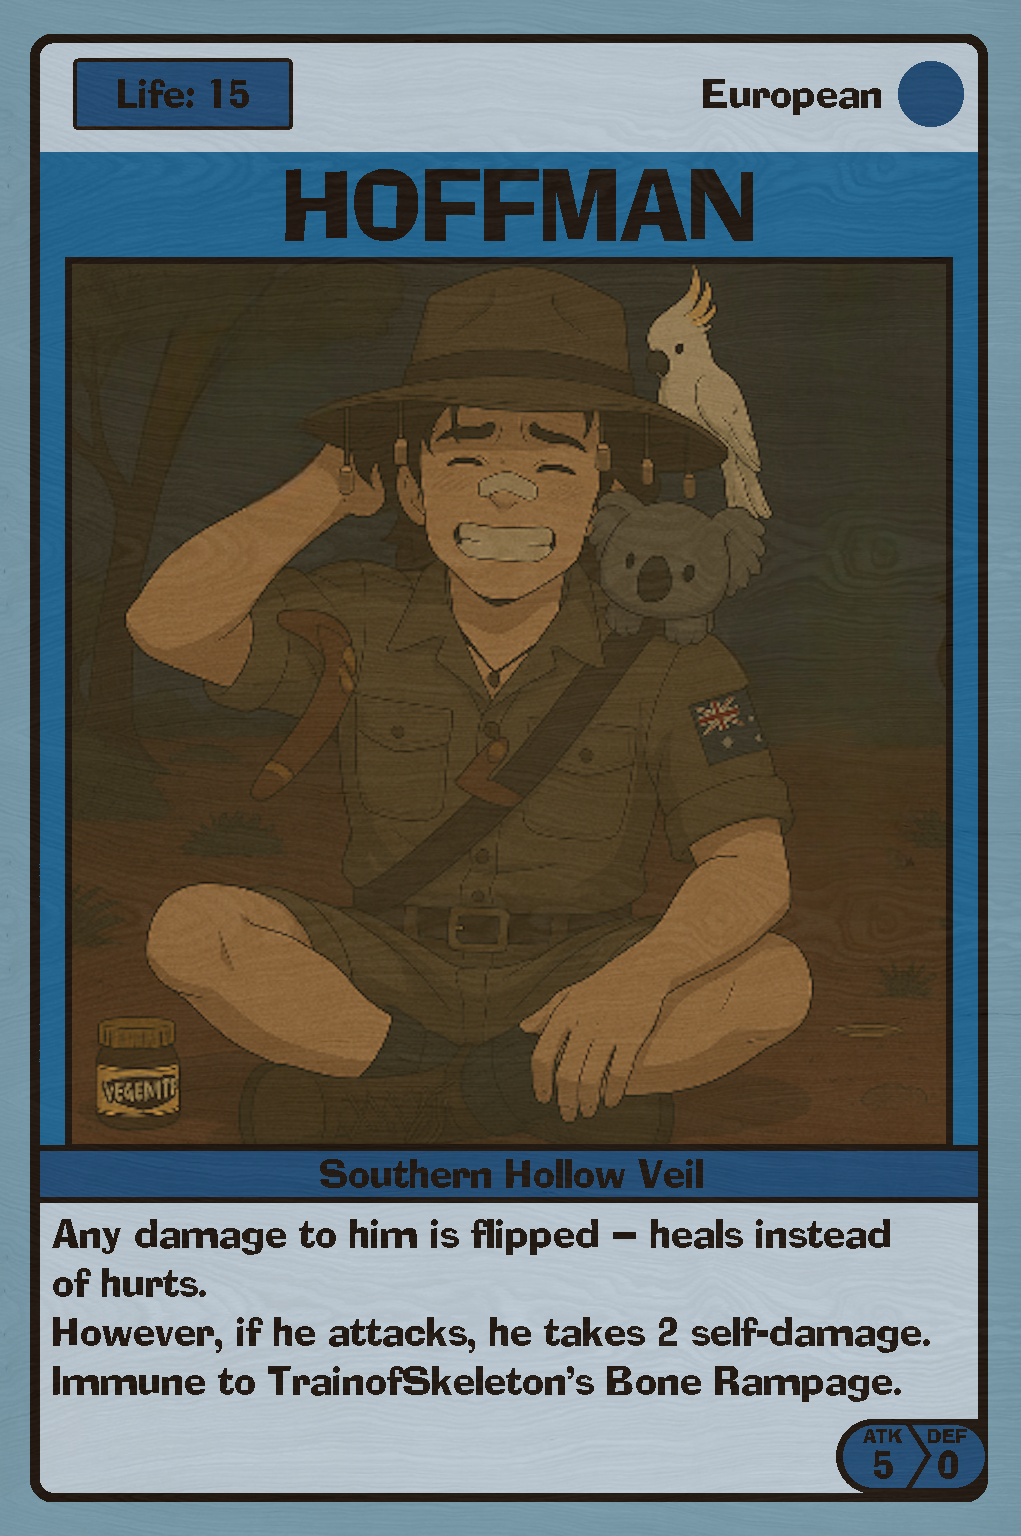 Life: 15
European
HOFFMAN
VEGEMITE
Southern Hollow Veil
Any damage to him is flipped – heals instead
of hurts.
However, if he attacks, he takes 2 self-damage.
Immune to TrainofSkeleton's Bone Rampage.
ATK DEF
5 0